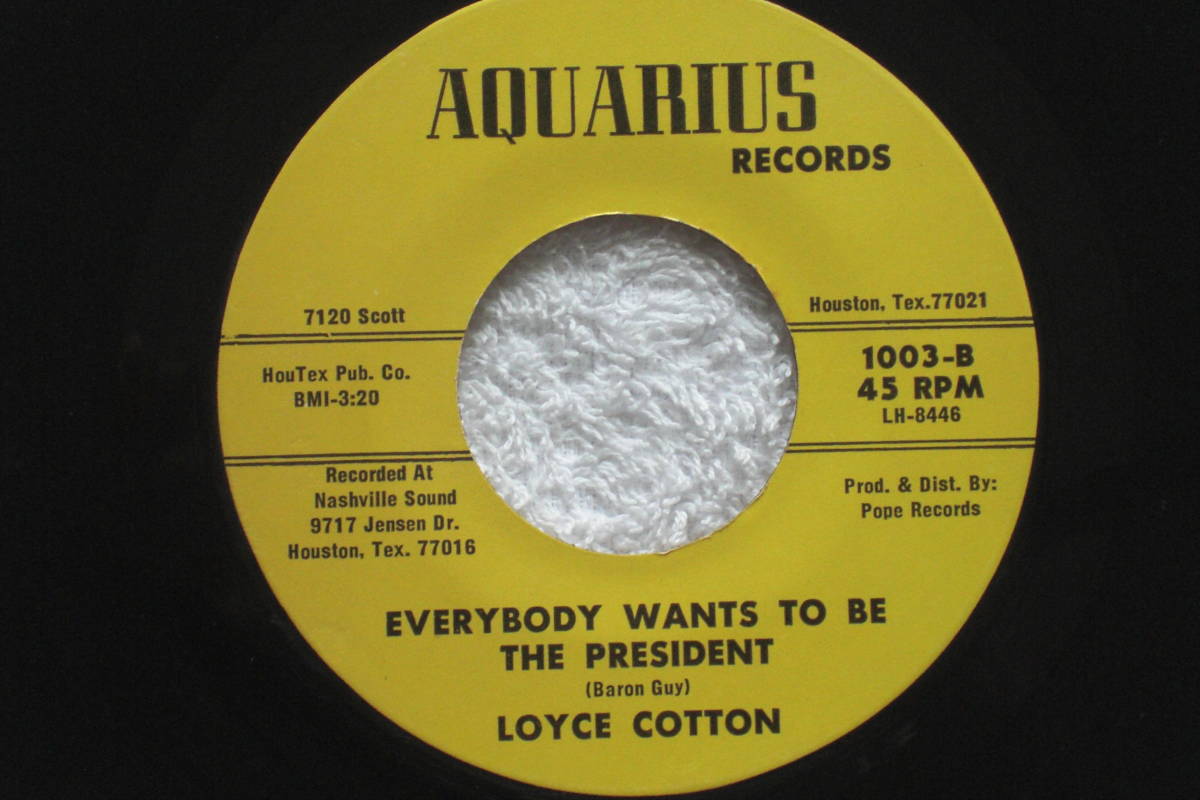 AQUARIUS
RECORDS
7120 Scott
Houston, Tex.77021
HouTex Pub. Co.
BMI-3:20
1003-B
45 RPM
LH-8446
Recorded At
Nashville Sound
9717 Jensen Dr.
Houston, Tex. 77016
Prod. & Dist. By:
Pope Records
EVERYBODY WANTS TO BE
THE PRESIDENT
(Baron Guy)
LOYCE COTTON